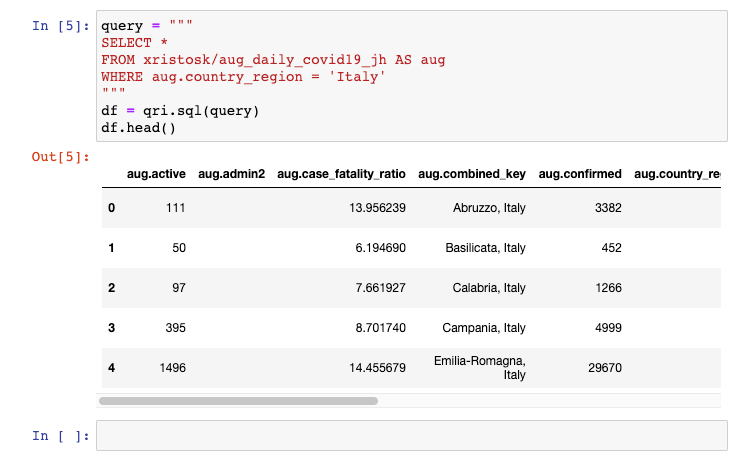 In [5]: query = """
SELECT *
FROM xristosk/aug_daily_covid19_jh AS aug
WHERE aug.country_region = 'Italy'
"""
df = qri.sql(query)
df.head()
Out[5]:
aug.active aug.admin2 aug.case_fatality_ratio aug.combined_key aug.confirmed aug.country_re
0 111 13.956239 Abruzzo, Italy 3382
1 50 6.194690 Basilicata, Italy 452
2 97 7.661927 Calabria, Italy 1266
3 395 8.701740 Campania, Italy 4999
4 1496 14.455679 Emilia-Romagna, Italy 29670
In [ ]: